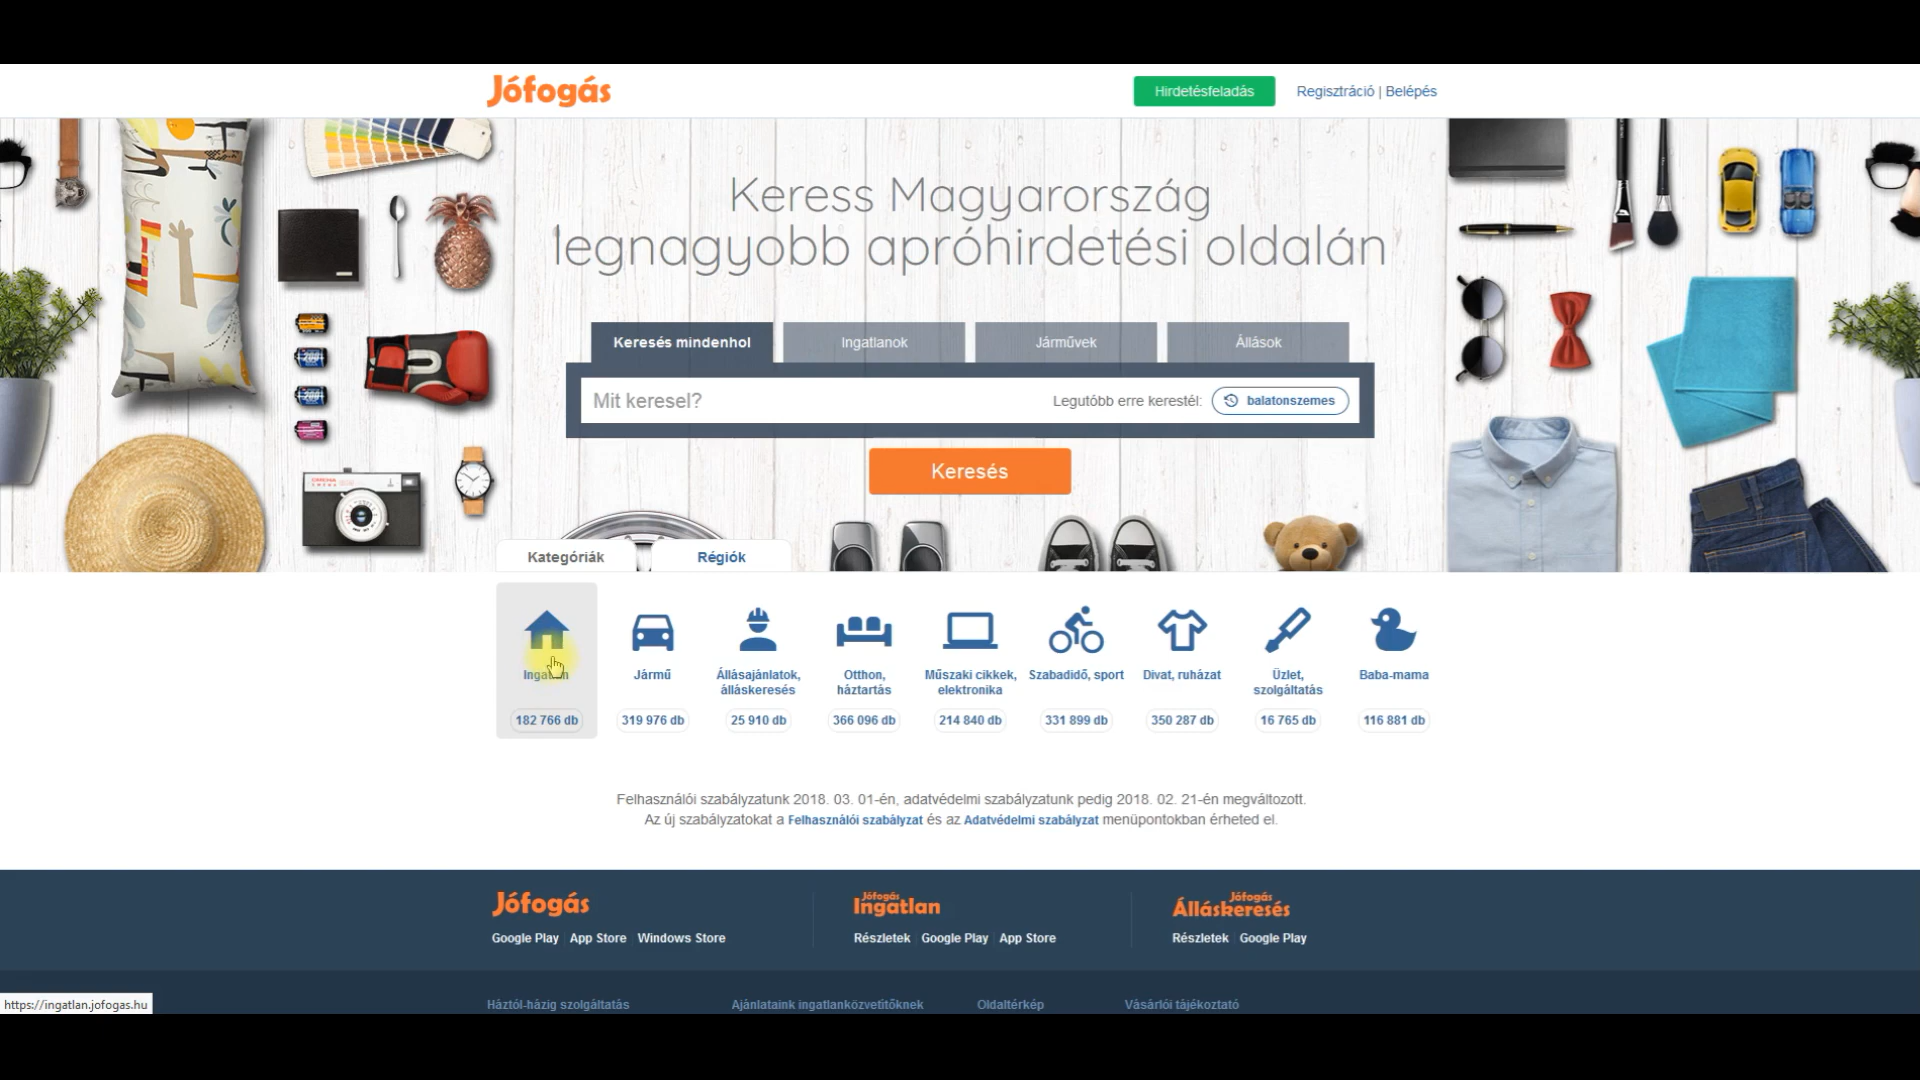 Jófogás
Hirdetésfeladás
Regisztráció | Belépés
Keress Magyarország
legnagyobb apróhirdetési oldalán
Keresés mindenhol
Ingatlanok
Járművek
Állások
Mit keresel?
Legutóbb erre kerestél:
balatonszemes
Keresés
Kategóriák
Régiók
Ingatlan
Jármű
Állásajánlatok,
álláskeresés
Otthon,
háztartás
Műszaki cikkek,
elektronika
Szabadidő, sport
Divat, ruházat
Üzlet,
szolgáltatás
Baba-mama
182 766 db
319 976 db
25 910 db
366 096 db
214 840 db
331 899 db
350 287 db
16 765 db
116 881 db
Felhasználói szabályzatunk 2018. 03. 01-én, adatvédelmi szabályzatunk pedig 2018. 02. 21-én megváltozott.
Az új szabályzatokat a Felhasználói szabályzat és az Adatvédelmi szabályzat menüpontokban érheted el.
Jófogás
Google Play App Store Windows Store
Jófogás
Ingatlan
Részletek Google Play App Store
Jófogás
Álláskeresés
Részletek Google Play
https://ingatlan.jofogas.hu
Háztól-házig szolgáltatás
Ajánlataink ingatlanközvetítőknek
Oldaltérkép
Vásárlói tájékoztató